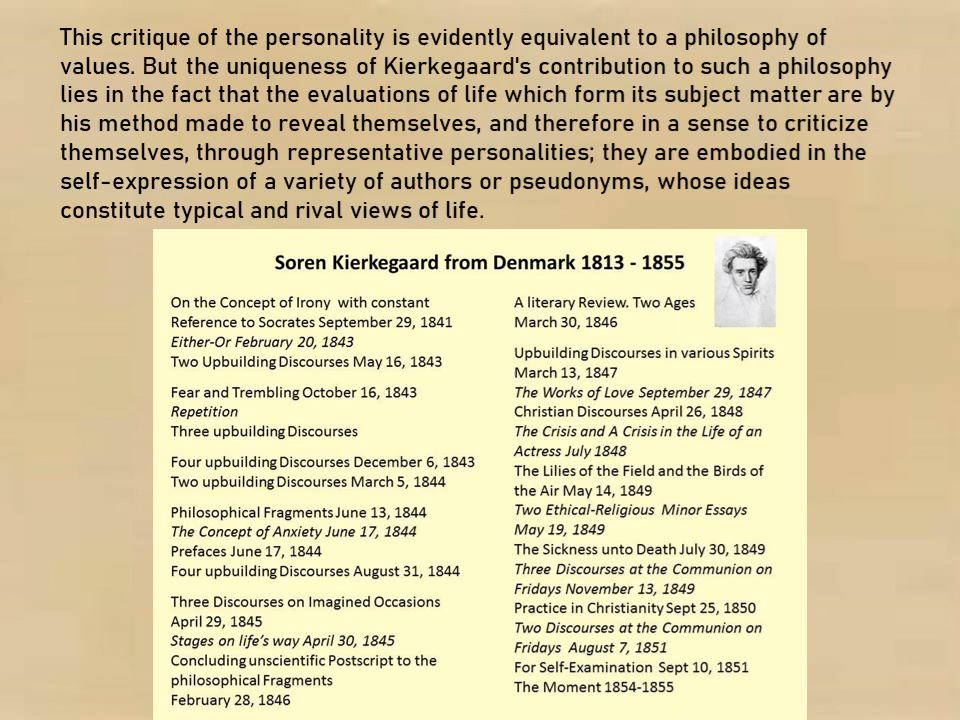 This critique of the personality is evidently equivalent to a philosophy of
values. But the uniqueness of Kierkegaard's contribution to such a philosophy
lies in the fact that the evaluations of life which form its subject matter are by
his method made to reveal themselves, and therefore in a sense to criticize
themselves, through representative personalities; they are embodied in the
self-expression of a variety of authors or pseudonyms, whose ideas
constitute typical and rival views of life.
Soren Kierkegaard from Denmark 1813 - 1855
On the Concept of Irony with constant
Reference to Socrates September 29, 1841
Either-Or February 20, 1843
Two Upbuilding Discourses May 16, 1843
Fear and Trembling October 16, 1843
Repetition
Three upbuilding Discourses
Four upbuilding Discourses December 6, 1843
Two upbuilding Discourses March 5, 1844
Philosophical Fragments June 13, 1844
The Concept of Anxiety June 17, 1844
Prefaces June 17, 1844
Four upbuilding Discourses August 31, 1844
Three Discourses on Imagined Occasions
April 29, 1845
Stages on life's way April 30, 1845
Concluding unscientific Postscript to the
philosophical Fragments
February 28, 1846
A literary Review. Two Ages
March 30, 1846
Upbuilding Discourses in various Spirits
March 13, 1847
The Works of Love September 29, 1847
Christian Discourses April 26, 1848
The Crisis and A Crisis in the Life of an
Actress July 1848
The Lilies of the Field and the Birds of
the Air May 14, 1849
Two Ethical-Religious Minor Essays
May 19, 1849
The Sickness unto Death July 30, 1849
Three Discourses at the Communion on
Fridays November 13, 1849
Practice in Christianity Sept 25, 1850
Two Discourses at the Communion on
Fridays August 7, 1851
For Self-Examination Sept 10, 1851
The Moment 1854-1855